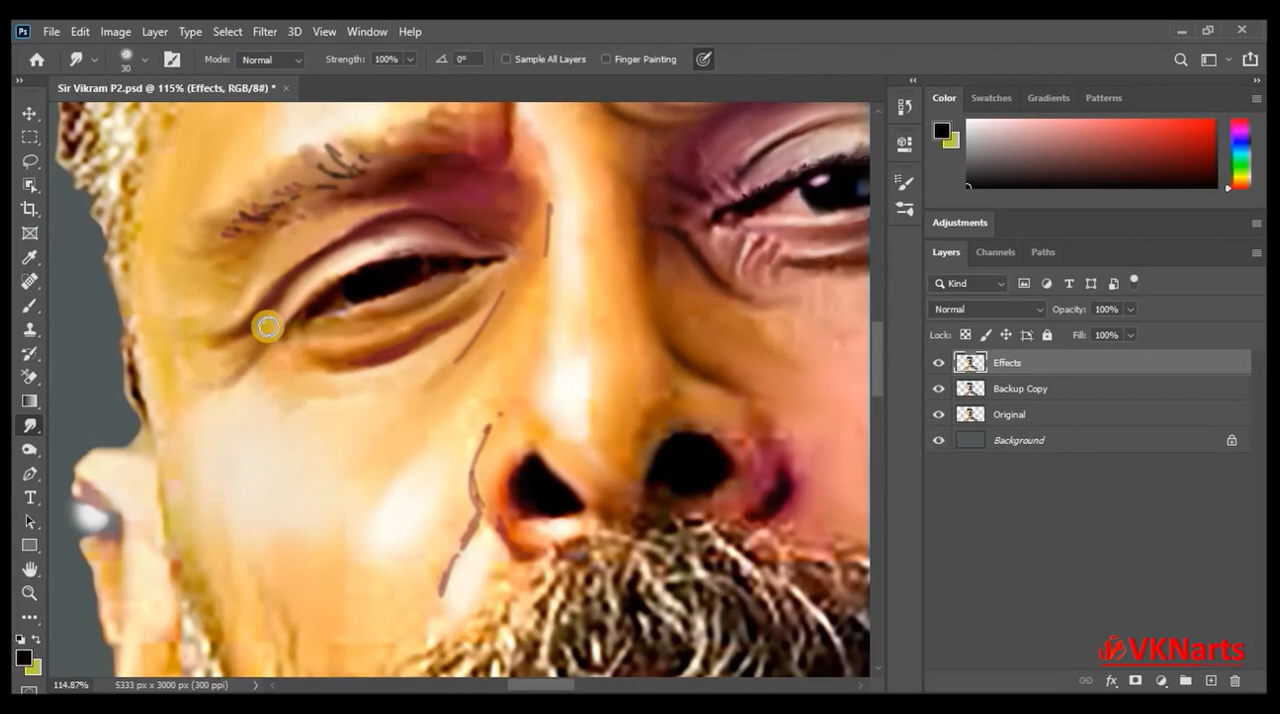 Ps File Edit Image Layer Type Select Filter 3D View Window Help
30 Mode: Normal Strength: 100% 0° Sample All Layers Finger Painting
Sir Vikram P2.psd @ 115% (Effects, RGB/8#) *
Color Swatches Gradients Patterns
Adjustments
Layers Channels Paths
Kind
Normal Opacity: 100%
Lock: Fill: 100%
Effects
Backup Copy
Original
Background
VKNarts
114.87% 5333 px x 3000 px (300 ppi)